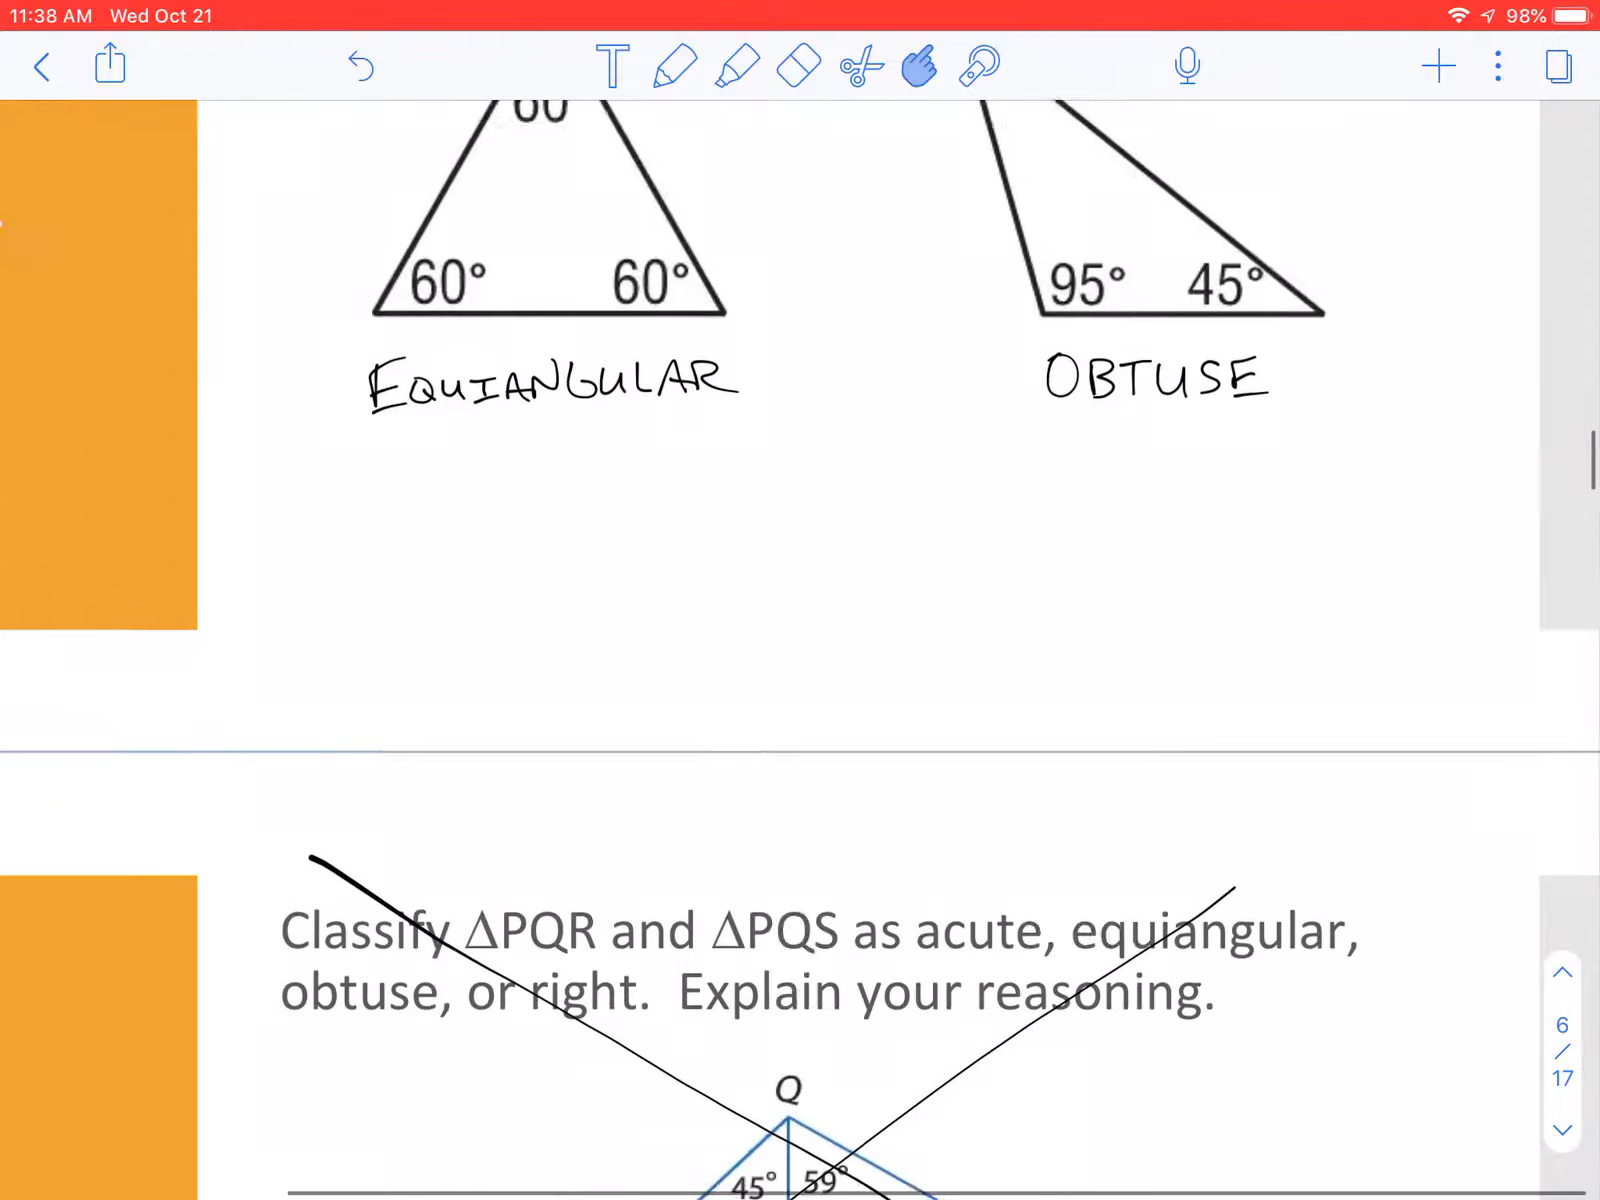 11:38 AM Wed Oct 21 98%
T
60
60° 60° 95° 45°
EQUIANGULAR OBTUSE
Classify ΔPQR and ΔPQS as acute, equiangular,
obtuse, or right. Explain your reasoning.
6
/
17
Q
45° 59°